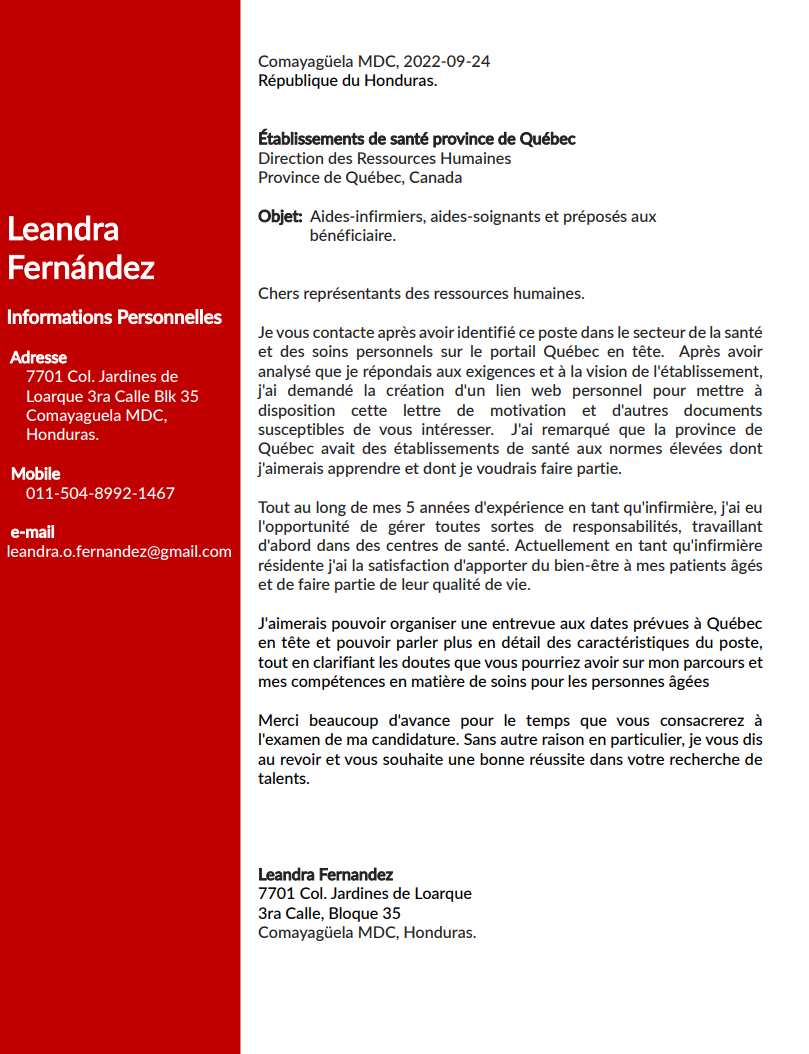 Leandra
Fernández
Informations Personnelles
Adresse
7701 Col. Jardines de
Loarque 3ra Calle Blk 35
Comayaguela MDC,
Honduras.
Mobile
011-504-8992-1467
e-mail
leandra.o.fernandez@gmail.com
Comayagüela MDC, 2022-09-24
République du Honduras.
Établissements de santé province de Québec
Direction des Ressources Humaines
Province de Québec, Canada
Objet: Aides-infirmiers, aides-soignants et préposés aux
bénéficiaire.
Chers représentants des ressources humaines.
Je vous contacte après avoir identifié ce poste dans le secteur de la santé
et des soins personnels sur le portail Québec en tête. Après avoir
analysé que je répondais aux exigences et à la vision de l'établissement,
j'ai demandé la création d'un lien web personnel pour mettre à
disposition cette lettre de motivation et d'autres documents
susceptibles de vous intéresser. J'ai remarqué que la province de
Québec avait des établissements de santé aux normes élevées dont
j'aimerais apprendre et dont je voudrais faire partie.
Tout au long de mes 5 années d'expérience en tant qu'infirmière, j'ai eu
l'opportunité de gérer toutes sortes de responsabilités, travaillant
d'abord dans des centres de santé. Actuellement en tant qu'infirmière
résidente j'ai la satisfaction d'apporter du bien-être à mes patients âgés
et de faire partie de leur qualité de vie.
J'aimerais pouvoir organiser une entrevue aux dates prévues à Québec
en tête et pouvoir parler plus en détail des caractéristiques du poste,
tout en clarifiant les doutes que vous pourriez avoir sur mon parcours et
mes compétences en matière de soins pour les personnes âgées
Merci beaucoup d'avance pour le temps que vous consacrerez à
l'examen de ma candidature. Sans autre raison en particulier, je vous dis
au revoir et vous souhaite une bonne réussite dans votre recherche de
talents.
Leandra Fernandez
7701 Col. Jardines de Loarque
3ra Calle, Bloque 35
Comayagüela MDC, Honduras.